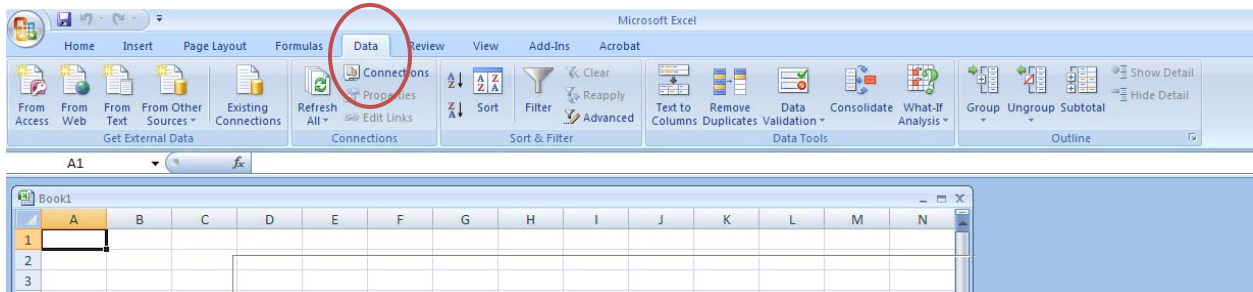 Microsoft Excel
Home Insert Page Layout Formulas Data Review View Add-Ins Acrobat
From Access
From Web
From Text
From Other Sources
Existing Connections
Get External Data
Refresh All
Connections
Properties
Edit Links
Connections
A Z
Z A
A Z
Z A
Sort
Filter
Clear
Reapply
Advanced
Sort & Filter
Text to Columns
Remove Duplicates
Data Validation
Consolidate
What-If Analysis
Data Tools
Group
Ungroup
Subtotal
Show Detail
Hide Detail
Outline
A1 fx
Book1
A B C D E F G H I J K L M N
1
2
3